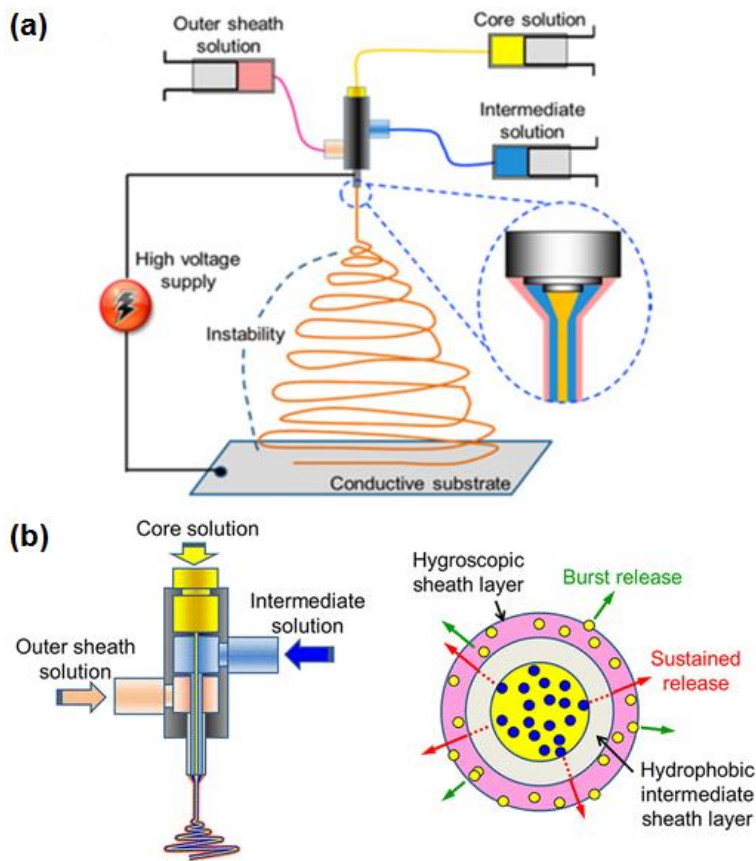 (a)
Outer sheath
solution
Core solution
Intermediate
solution
High voltage
supply
Instability
Conductive substrate
(b)
Core solution
Intermediate
solution
Outer sheath
solution
Hygroscopic
sheath layer
Burst release
Sustained
release
Hydrophobic
intermediate
sheath layer